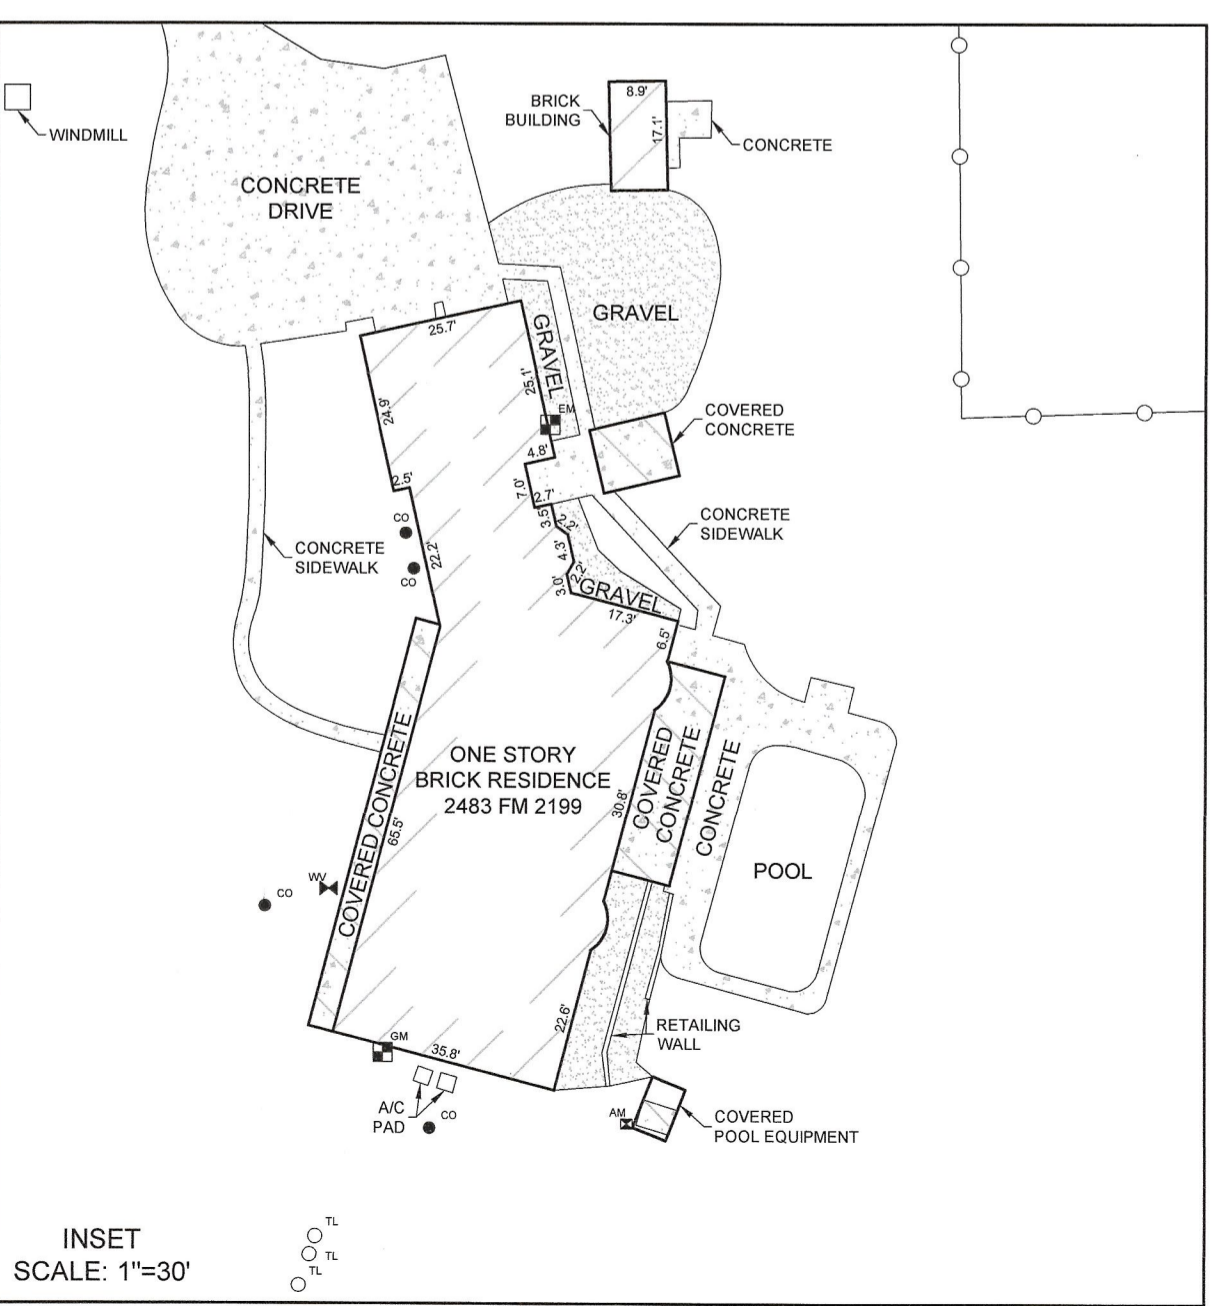 WINDMILL
CONCRETE
DRIVE
BRICK
BUILDING
8.9'
17.1'
CONCRETE
GRAVEL
25.7'
GRAVEL
25.1'
EM
24.9'
COVERED
CONCRETE
4.8'
2.5'
7.0'
2.7'
3.5'
2.2'
CO
CONCRETE
SIDEWALK
CONCRETE
SIDEWALK
22.2'
4.3'
CO
2.2'
3.0'
GRAVEL
17.3'
6.5'
COVERED CONCRETE
65.5'
ONE STORY
BRICK RESIDENCE
2483 FM 2199
30.8'
COVERED
CONCRETE
CONCRETE
POOL
WV
CO
22.6'
RETAILING
WALL
GM
35.8'
A/C
PAD
CO
AM
COVERED
POOL EQUIPMENT
INSET
SCALE: 1"=30'
TL
TL
TL